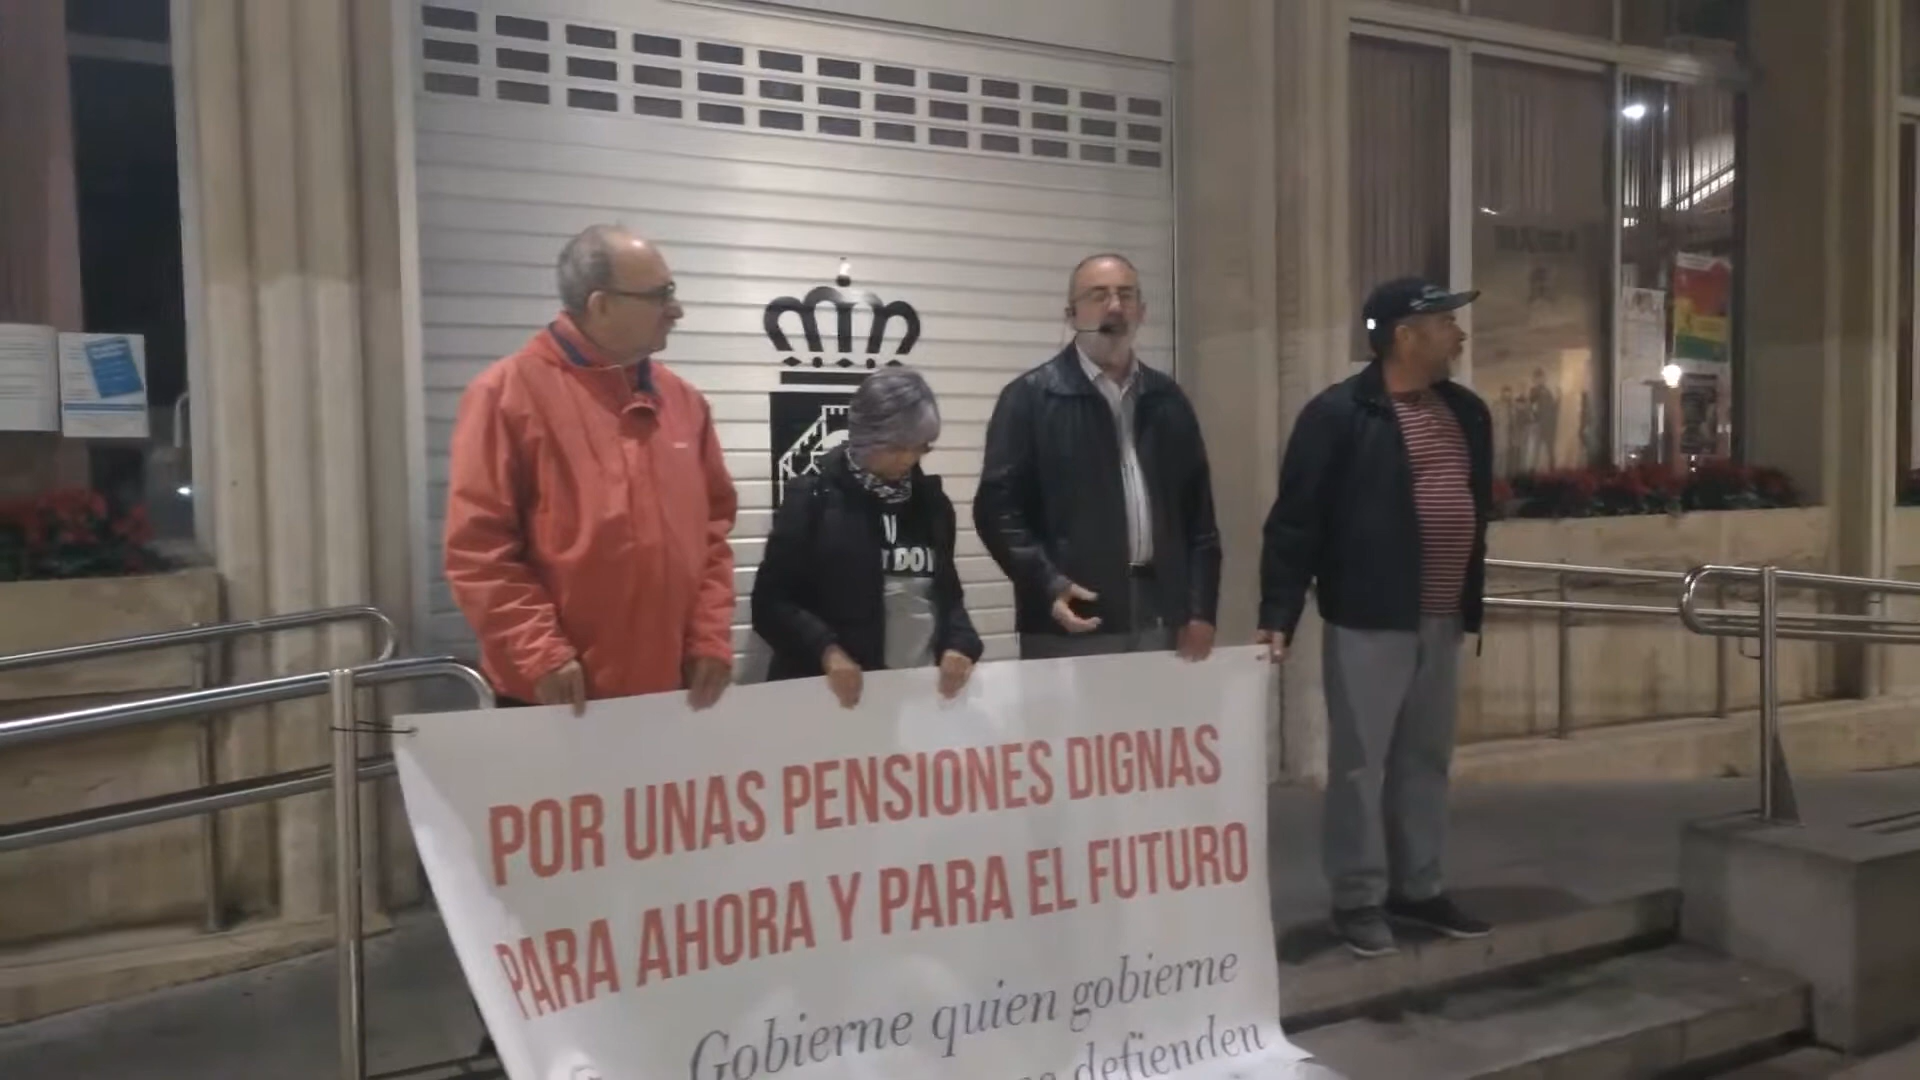 POR UNAS PENSIONES DIGNAS
PARA AHORA Y PARA EL FUTURO
Gobierne quien gobierne
defienden